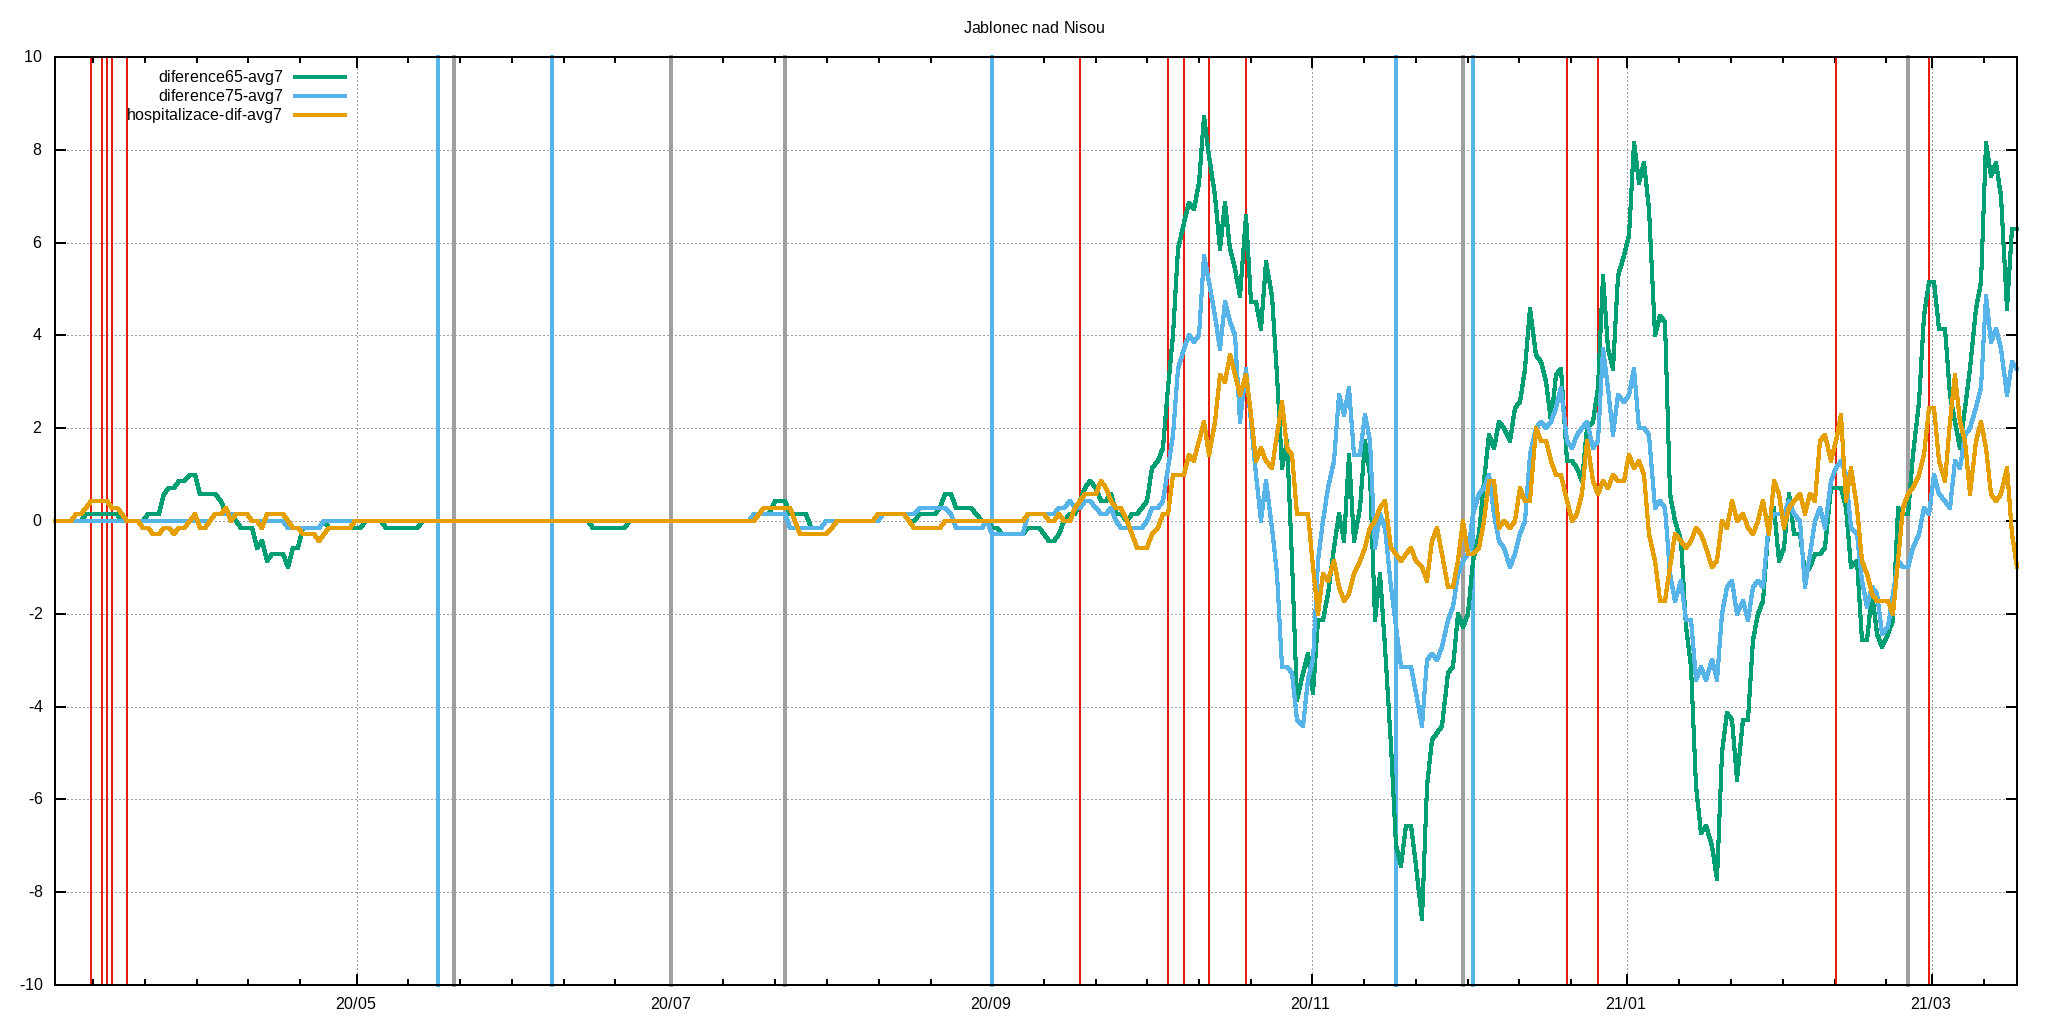 Jablonec nad Nisou
10
8
6
4
2
0
-2
-4
-6
-8
-10
diference65-avg7
diference75-avg7
hospitalizace-dif-avg7
20/05 20/07 20/09 20/11 21/01 21/03